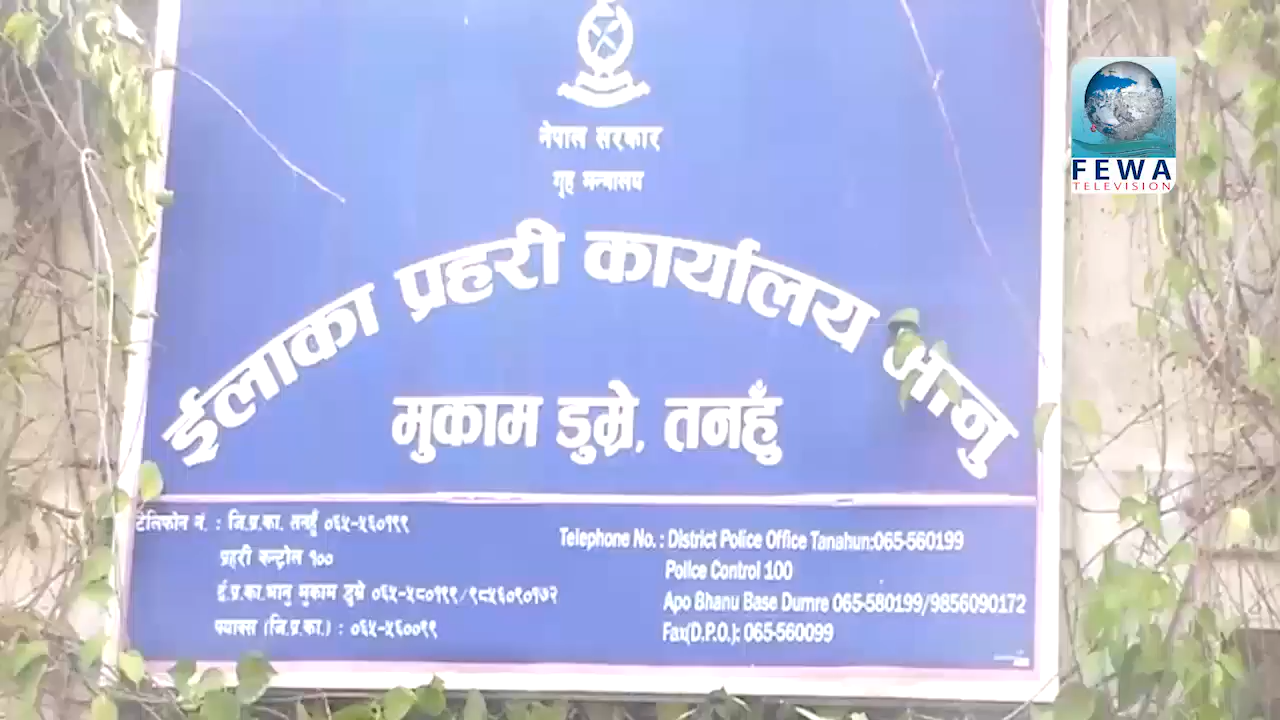 नेपाल सरकार
गृह मन्त्रालय
ईलाका प्रहरी कार्यालय भानु
मुकाम डुम्रे, तनहुँ
टेलिफोन नं. : जि.प्र.का. तनहुँ ०६५-५६०१९९
प्रहरी कन्ट्रोल १००
ई.प्र.का.भानु मुकाम डुम्रे ०६५-५८०१९९/९८५६०९०१७२
फ्याक्स (जि.प्र.का.) : ०६५-५६००९९
Telephone No. : District Police Office Tanahun:065-560199
Police Control 100
Apo Bhanu Base Dumre 065-580199/9856090172
Fax(D.P.O.): 065-560099
FEWA
TELEVISION